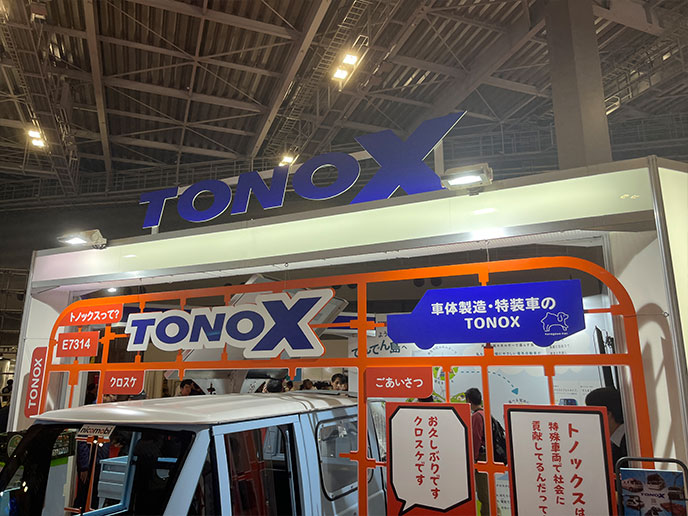 TONOX
トノックスって?
TONOX
車体製造・特装車の
TONOX
E7314
TONOX
クロスケ
ごあいさつ
nicomobi
お久しぶりです
クロスケです
トノックスは
特殊車両で社会に
貢献してるんだって